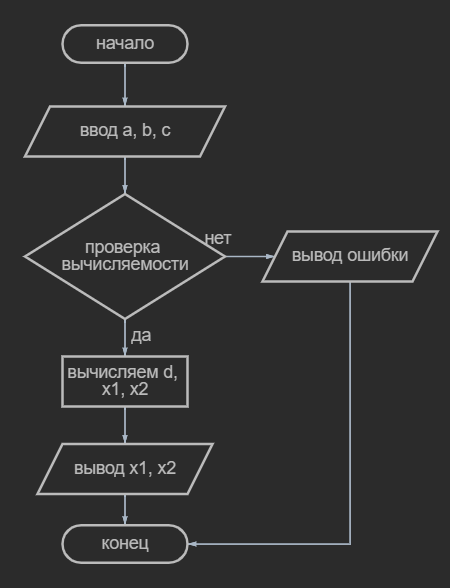 начало
ввод a, b, c
проверка
вычисляемости
нет
вывод ошибки
да
вычисляем d,
x1, x2
вывод x1, x2
конец